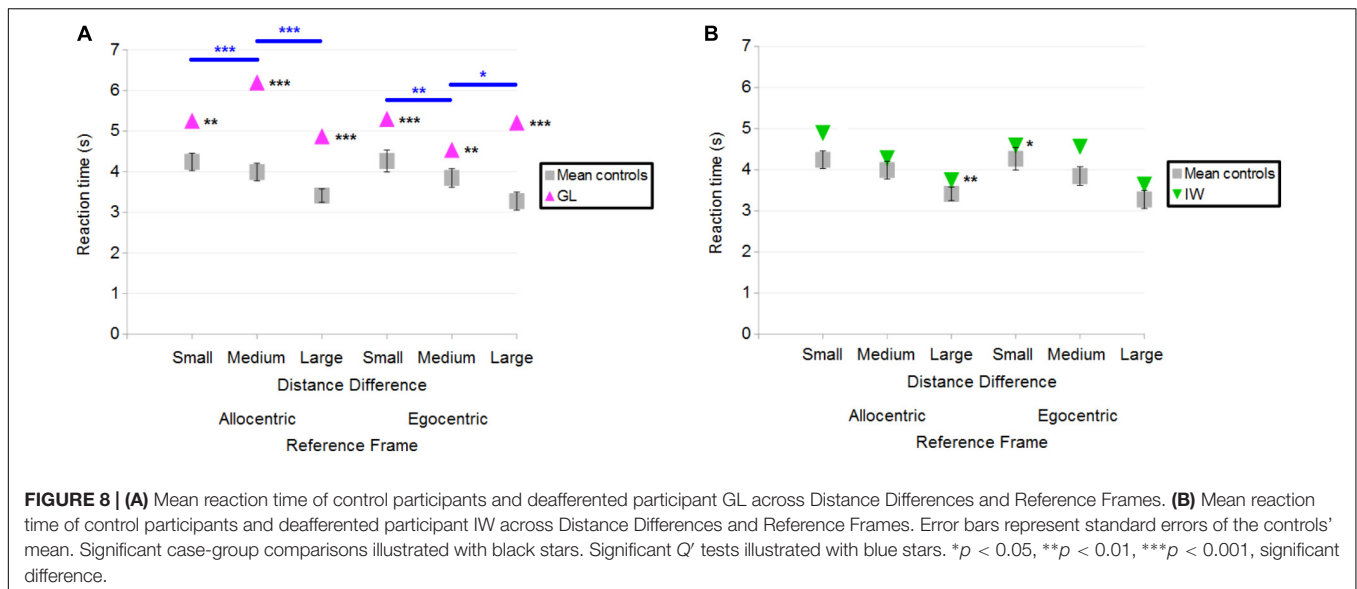 A
7
6
5
4
3
2
1
0
Reaction time (s)
***
***
**
*
**
***
***
***
**
***
Mean controls
GL
Small Medium Large Small Medium Large
Distance Difference
Allocentric Egocentric
Reference Frame
B
7
6
5
4
3
2
1
0
Reaction time (s)
**
*
Mean controls
IW
Small Medium Large Small Medium Large
Distance Difference
Allocentric Egocentric
Reference Frame
FIGURE 8 | (A) Mean reaction time of control participants and deafferented participant GL across Distance Differences and Reference Frames. (B) Mean reaction
time of control participants and deafferented participant IW across Distance Differences and Reference Frames. Error bars represent standard errors of the controls'
mean. Significant case-group comparisons illustrated with black stars. Significant Q′ tests illustrated with blue stars. *p < 0.05, **p < 0.01, ***p < 0.001, significant
difference.